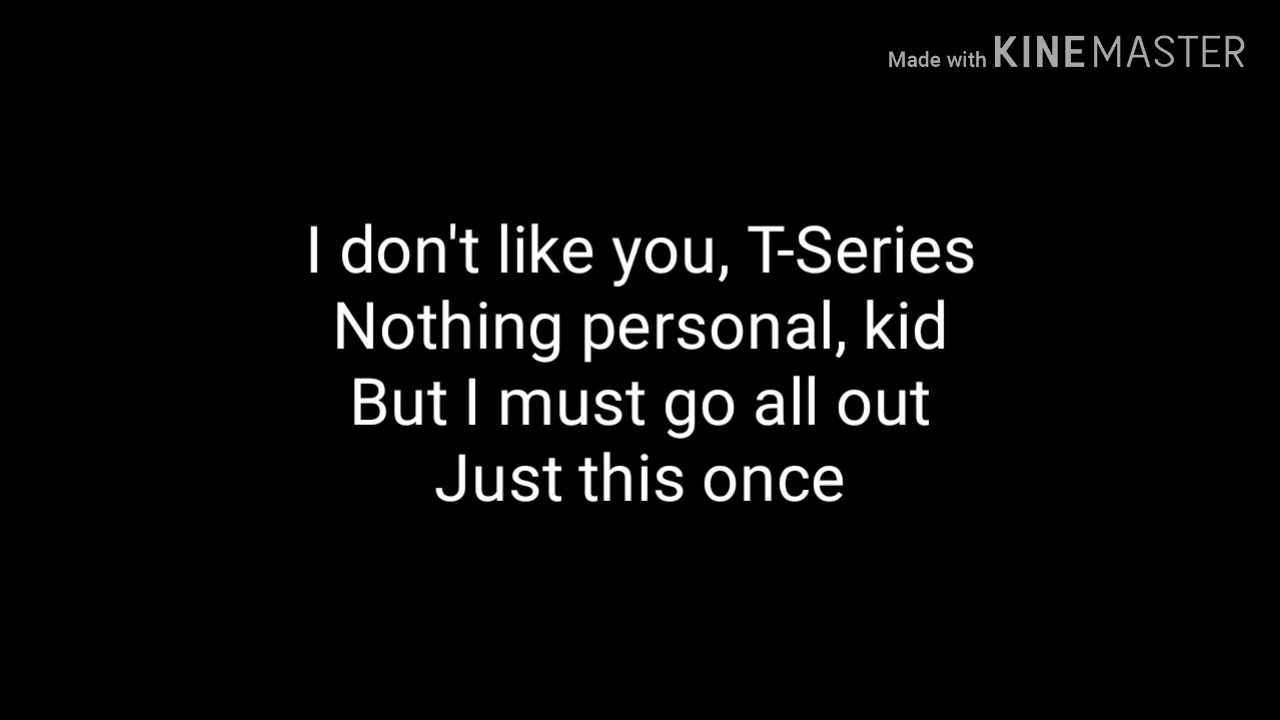 Made with KINEMASTER
I don't like you, T-Series
Nothing personal, kid
But I must go all out
Just this once